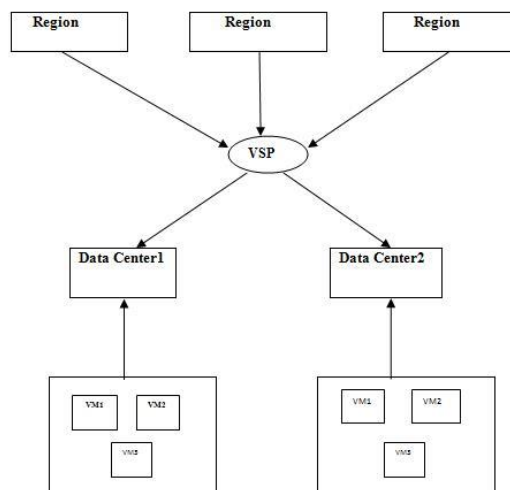 Region
Region
Region
VSP
Data Center1
Data Center2
VM1
VM2
VM3
VM1
VM2
VM3